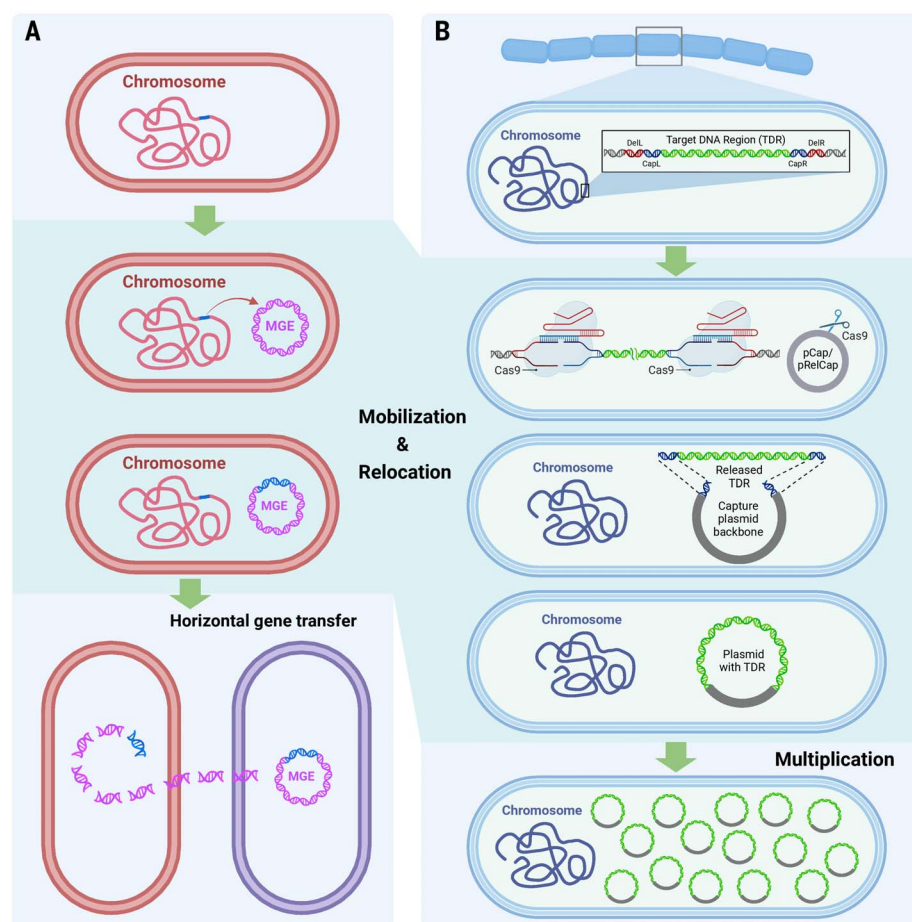 A
Chromosome
Chromosome
MGE
Chromosome
MGE
Horizontal gene transfer
MGE
Mobilization
&
Relocation
B
Chromosome
Target DNA Region (TDR)
DelL
DelR
CapL
CapR
Cas9
Cas9
Cas9
pCap/
pRelCap
Chromosome
Released
TDR
Capture
plasmid
backbone
Chromosome
Plasmid
with TDR
Multiplication
Chromosome